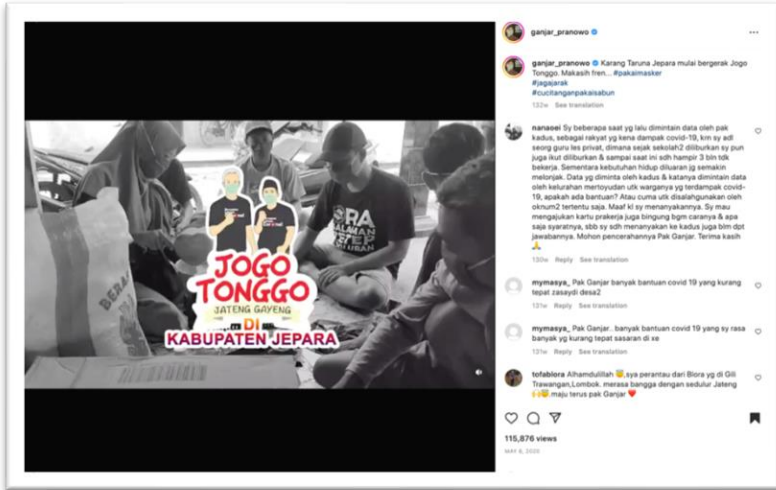 ganjar_pranowo
ganjar_pranowo Karang Taruna Jepara mulai bergerak Jogo
Tonggo. Makasih fren... #pakaimasker
#jagajarak
#cucitanganpakaisabun
132w See translation
nanaoei Sy beberapa saat yg lalu dimintain data oleh pak
kadus, sebagai rakyat yg kena dampak covid-19, krn sy adl
seorg guru les privat, dimana sejak sekolah2 diliburkan sy pun
juga ikut diliburkan & sampai saat ini sdh hampir 3 bln tdk
bekerja. Sementara kebutuhan hidup diluaran jg semakin
melonjak. Data yg diminta oleh kadus & katanya dimintain data
oleh kelurahan mertoyudan utk warganya yg terdampak covid-
19, apakah ada bantuan? Atau cuma utk disalahgunakan oleh
oknum2 tertentu saja. Maaf kl sy menanyakannya. Sy mau
mengajukan kartu prakerja juga bingung bgm caranya & apa
saja syaratnya, sbb sy sdh menanyakan ke kadus juga blm dpt
jawabannya. Mohon pencerahannya Pak Ganjar. Terima kasih
🙏
130w Reply See translation
mymasya_ Pak Ganjar banyak bantuan covid 19 yang kurang
tepat zasaydi desa2
131w Reply See translation
mymasya_ Pak Ganjar.. banyak bantuan covid 19 yang sy rasa
banyak yg kurang tepat sasaran di xe
131w Reply See translation
tofablora Alhamdulillah 😇,sya perantau dari Blora yg di Gili
Trawangan,Lombok. merasa bangga dengan sedulur Jateng
🙌😇.maju terus pak Ganjar ❤️
115,876 views
MAY 6, 2020
BERAS
ORA
JOGO
TONGGO
JATENG GAYENG
DI
KABUPATEN JEPARA